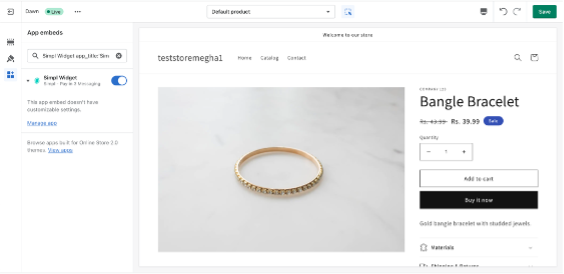 Dawn
Live
Default product
Save
App embeds
Simpl Widget app_title: Sim
Simpl Widget
Simpl - Pay in 3 Messaging
This app embed doesn't have
customizable settings.
Manage app
Browse apps built for Online Store 2.0
themes. View apps
Welcome to our store
teststoremegha1
Home
Catalog
Contact
Bangle Bracelet
Rs. 43.99
Rs. 39.99
Sale
Quantity
1
Add to cart
Buy it now
Gold bangle bracelet with studded jewels
Materials
Shipping & Returns